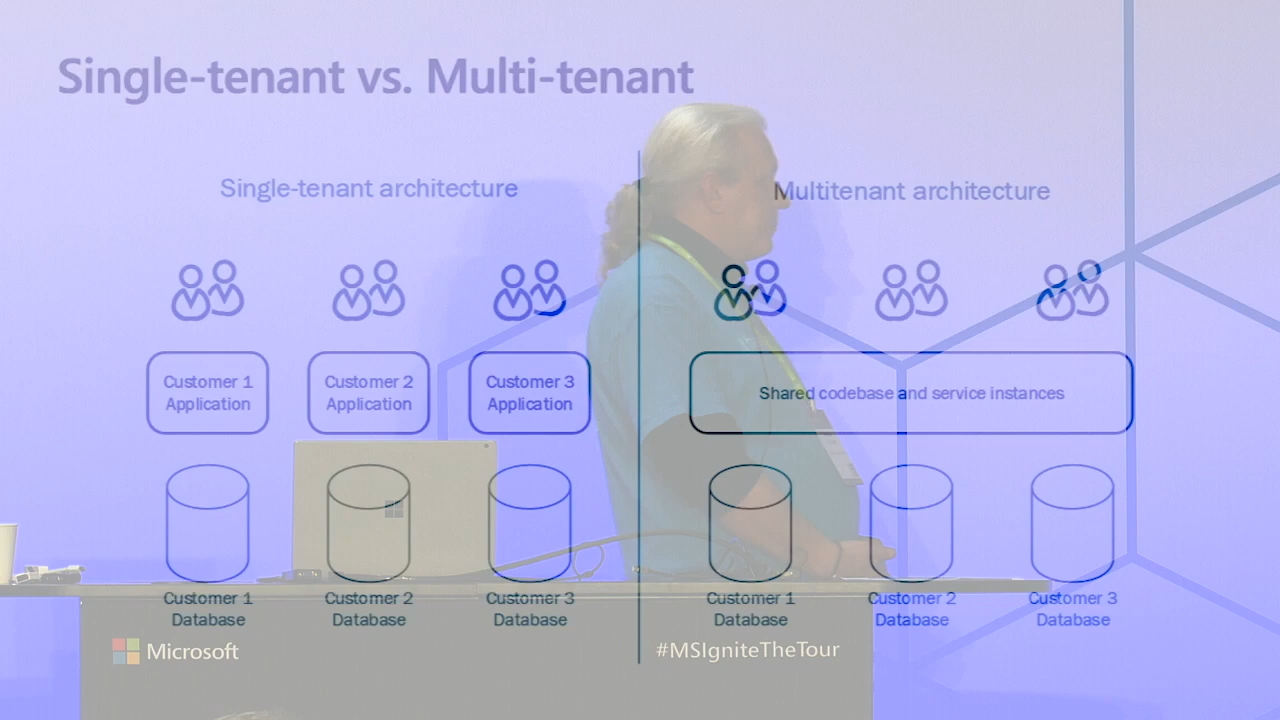 Single-tenant vs. Multi-tenant
Single-tenant architecture
Multitenant architecture
Customer 1
Application
Customer 2
Application
Customer 3
Application
Shared codebase and service instances
Customer 1
Database
Customer 2
Database
Customer 3
Database
Customer 1
Database
Customer 2
Database
Customer 3
Database
Microsoft
#MSIgniteTheTour